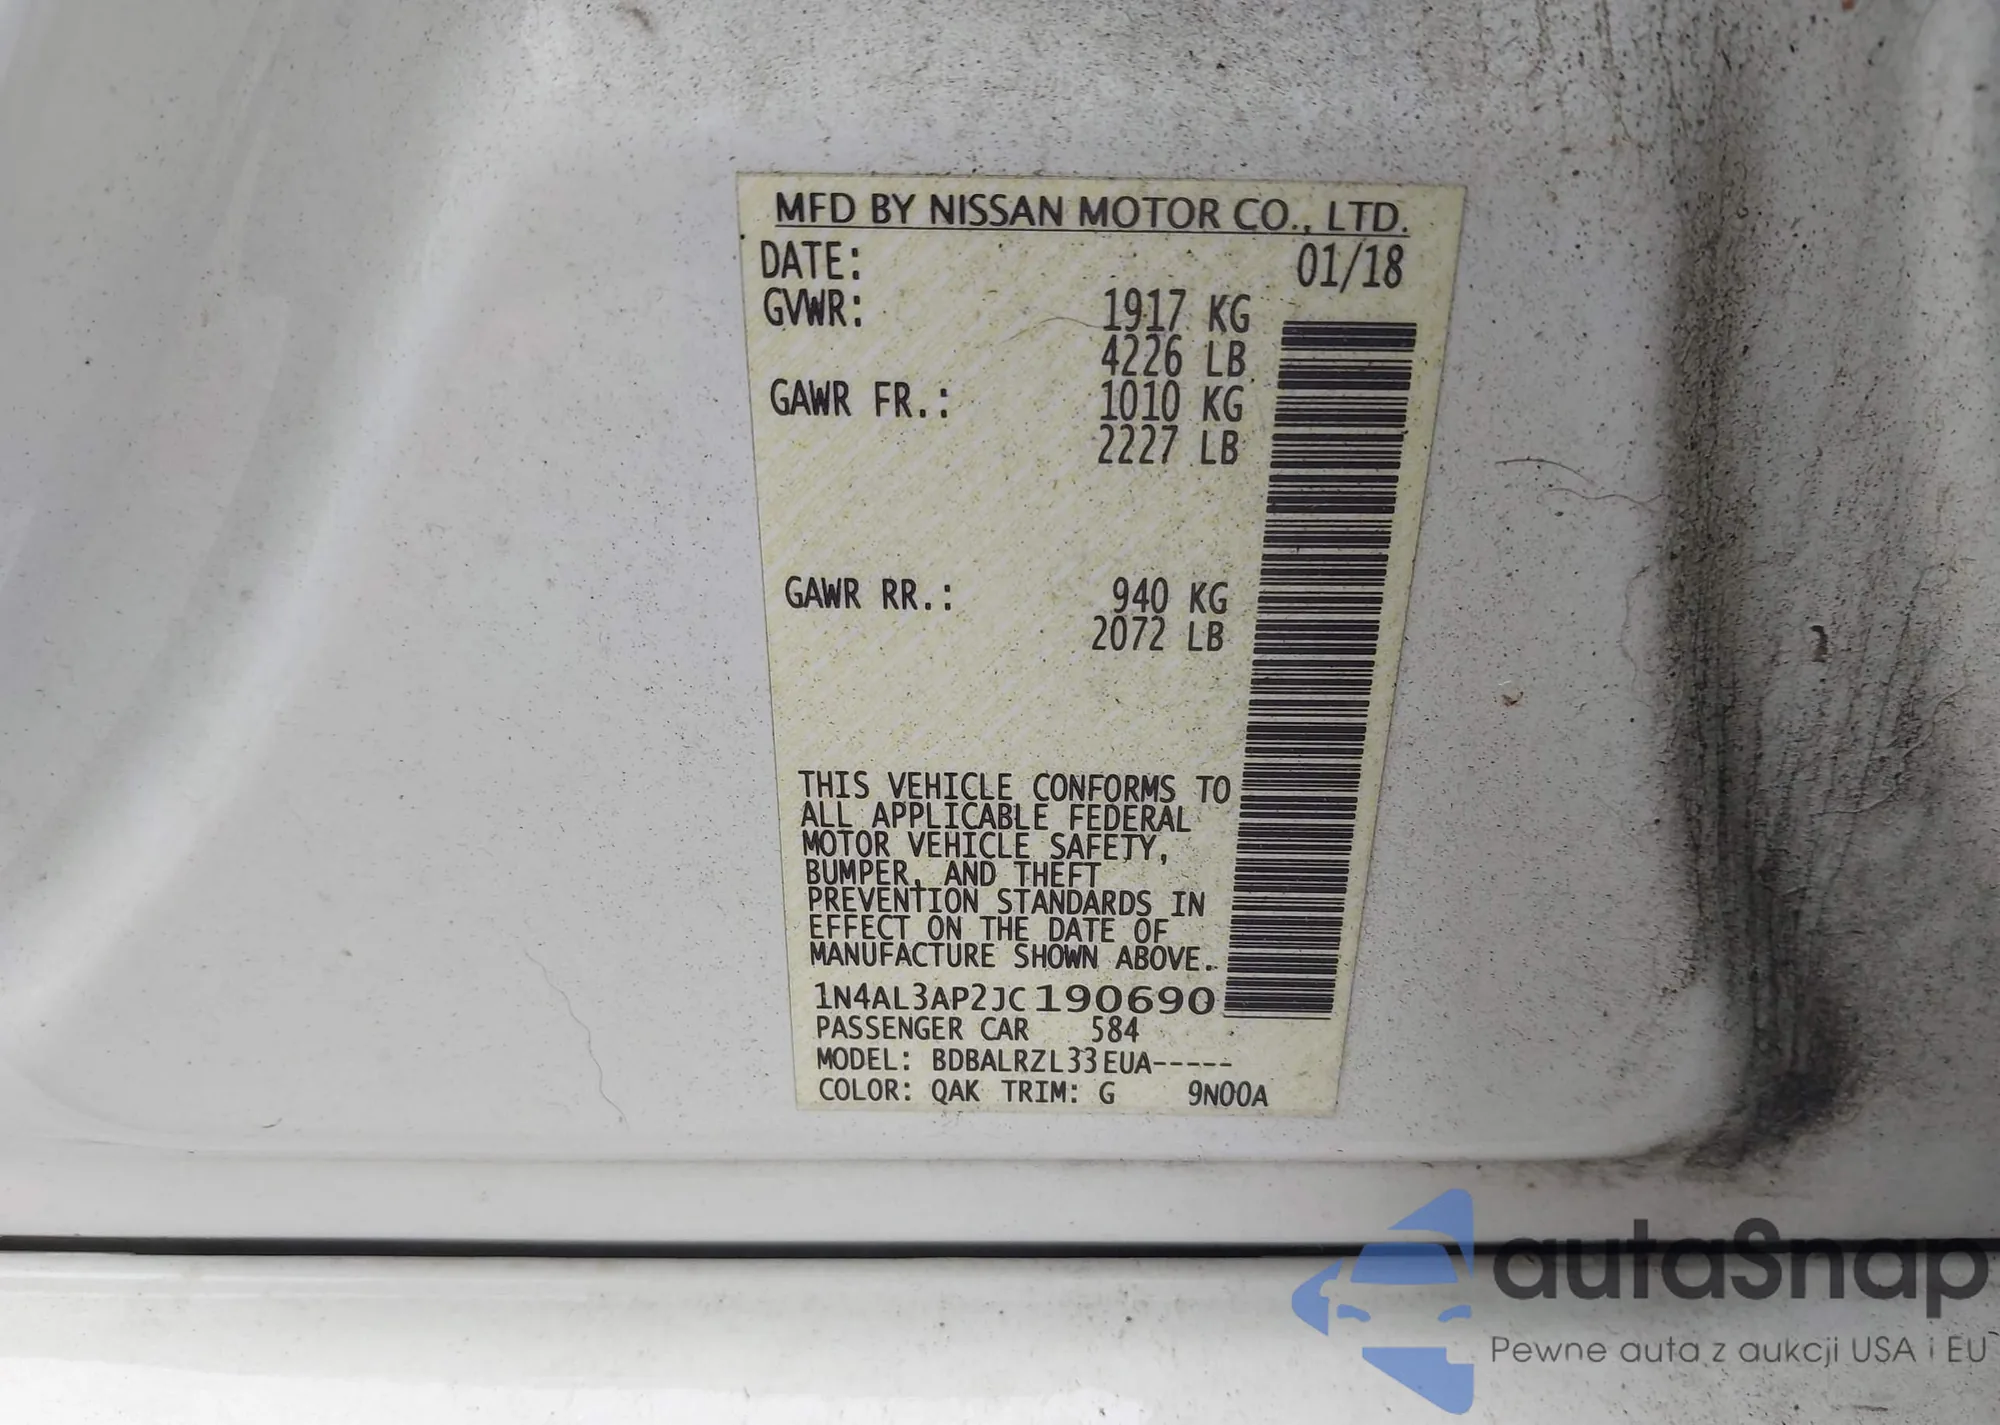 MFD BY NISSAN MOTOR CO., LTD.
DATE: 01/18
GVWR: 1917 KG
4226 LB
GAWR FR.: 1010 KG
2227 LB
GAWR RR.: 940 KG
2072 LB
THIS VEHICLE CONFORMS TO
ALL APPLICABLE FEDERAL
MOTOR VEHICLE SAFETY,
BUMPER, AND THEFT
PREVENTION STANDARDS IN
EFFECT ON THE DATE OF
MANUFACTURE SHOWN ABOVE.
1N4AL3AP2JC190690
PASSENGER CAR 584
MODEL: BDBALRZL33EUA-----
COLOR: QAK TRIM: G 9N00A
autaSnap
Pewne auta z aukcji USA i EU